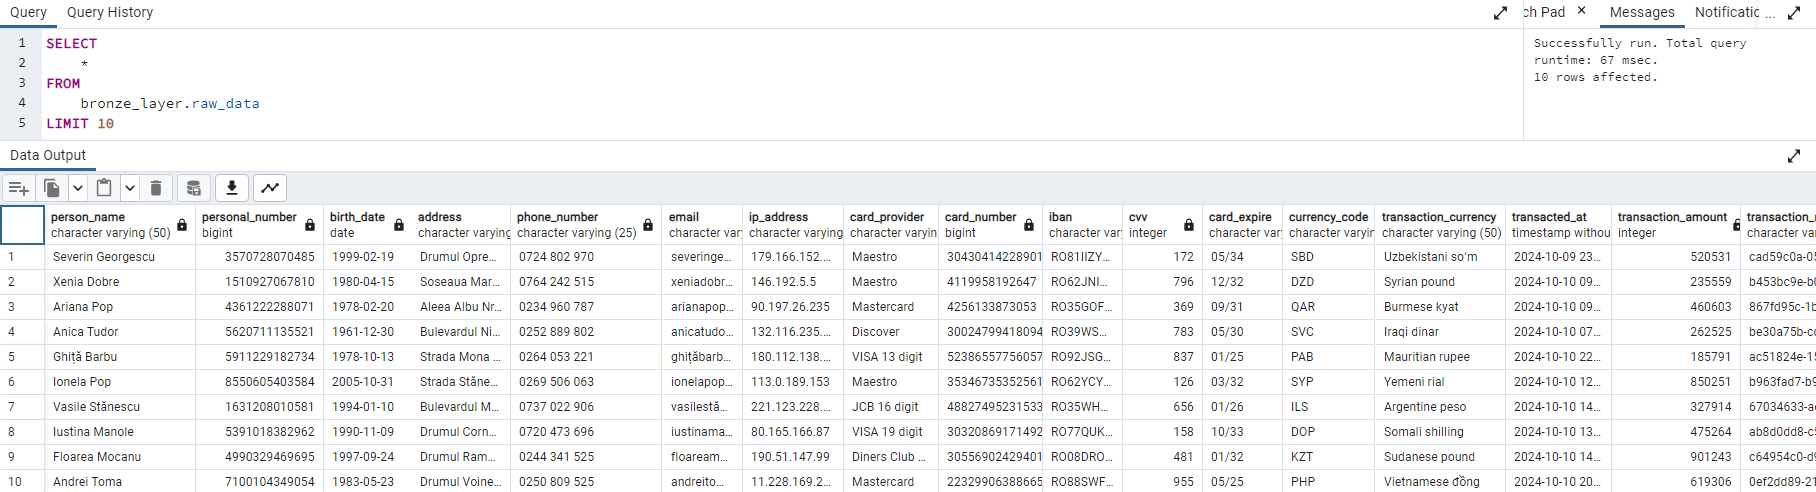 Query Query History
ch Pad × Messages Notificatic ...
1 SELECT
2 *
3 FROM
4 bronze_layer.raw_data
5 LIMIT 10
Successfully run. Total query
runtime: 67 msec.
10 rows affected.
Data Output
person_name personal_number birth_date address phone_number email ip_address card_provider card_number iban cvv card_expire currency_code transaction_currency transacted_at transaction_amount transaction_
character varying (50) bigint date character varying character varying (25) character var character varying character varyin bigint character var integer character var character varyin character varying (50) timestamp withou integer character va
1 Severin Georgescu 3570728070485 1999-02-19 Drumul Opre... 0724 802 970 severinge... 179.166.152.... Maestro 30430414228901 RO81IIZY... 172 05/34 SBD Uzbekistani so'm 2024-10-09 23... 520531 cad59c0a-05
2 Xenia Dobre 1510927067810 1980-04-15 Soseaua Mar... 0764 242 515 xeniadobr... 146.192.5.5 Maestro 4119958192647 RO62JNI... 796 12/32 DZD Syrian pound 2024-10-10 09... 235559 b453bc9e-b0
3 Ariana Pop 4361222288071 1978-02-20 Aleea Albu Nr... 0234 960 787 arianapop... 90.197.26.235 Mastercard 4256133873053 RO35GOF... 369 09/31 QAR Burmese kyat 2024-10-10 09... 460603 867fd95c-1b
4 Anica Tudor 5620711135521 1961-12-30 Bulevardul Ni... 0252 889 802 anicatudo... 132.116.235.... Discover 30024799418094 RO39WS... 783 05/30 SVC Iraqi dinar 2024-10-10 07... 262525 be30a75b-cc
5 Ghiță Barbu 5911229182734 1978-10-13 Strada Mona ... 0264 053 221 ghițăbarb... 180.112.138.... VISA 13 digit 52386557756057 RO92JSG... 837 01/25 PAB Mauritian rupee 2024-10-10 22... 185791 ac51824e-15
6 Ionela Pop 8550605403584 2005-10-31 Strada Stăne... 0269 506 063 ionelapop... 113.0.189.153 Maestro 35346735352561 RO62YCY... 126 03/32 SYP Yemeni rial 2024-10-10 12... 850251 b963fad7-b9
7 Vasile Stănescu 1631208010581 1994-01-10 Bulevardul M... 0737 022 906 vasilestă... 221.123.228.... JCB 16 digit 48827495231533 RO35WH... 656 01/26 ILS Argentine peso 2024-10-10 14... 327914 67034633-a
8 Iustina Manole 5391018382962 1990-11-09 Drumul Corn... 0720 473 696 iustinama... 80.165.166.87 VISA 19 digit 30320869171492 RO77QUK... 158 10/33 DOP Somali shilling 2024-10-10 13... 475264 ab8d0dd8-c5
9 Floarea Mocanu 4990329469695 1997-09-24 Drumul Ram... 0244 341 525 floaream... 190.51.147.99 Diners Club ... 30556902429401 RO08DRO... 481 01/32 KZT Sudanese pound 2024-10-10 14... 901243 c64954c0-d
10 Andrei Toma 7100104349054 1983-05-23 Drumul Voine... 0250 809 525 andreito... 11.228.169.2... Mastercard 22329906388665 RO88SWF... 955 05/25 PHP Vietnamese đồng 2024-10-10 20... 619306 0ef2dd89-21